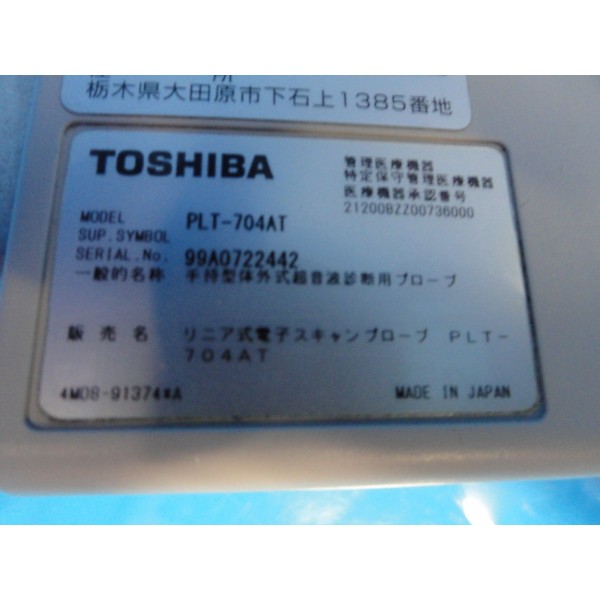 所
栃木県大田原市下石上1385番地
TOSHIBA
管理医療機器
特定保守管理医療機器
医療機器承認番号
21200BZZ00736000
MODEL PLT-704AT
SUP.SYMBOL
SERIAL.No. 99A0722442
一般的名称 手持型体外式超音波診断用プローブ
販売名 リニア式電子スキャンプローブ PLT-
704AT
4M08-91374*A MADE IN JAPAN